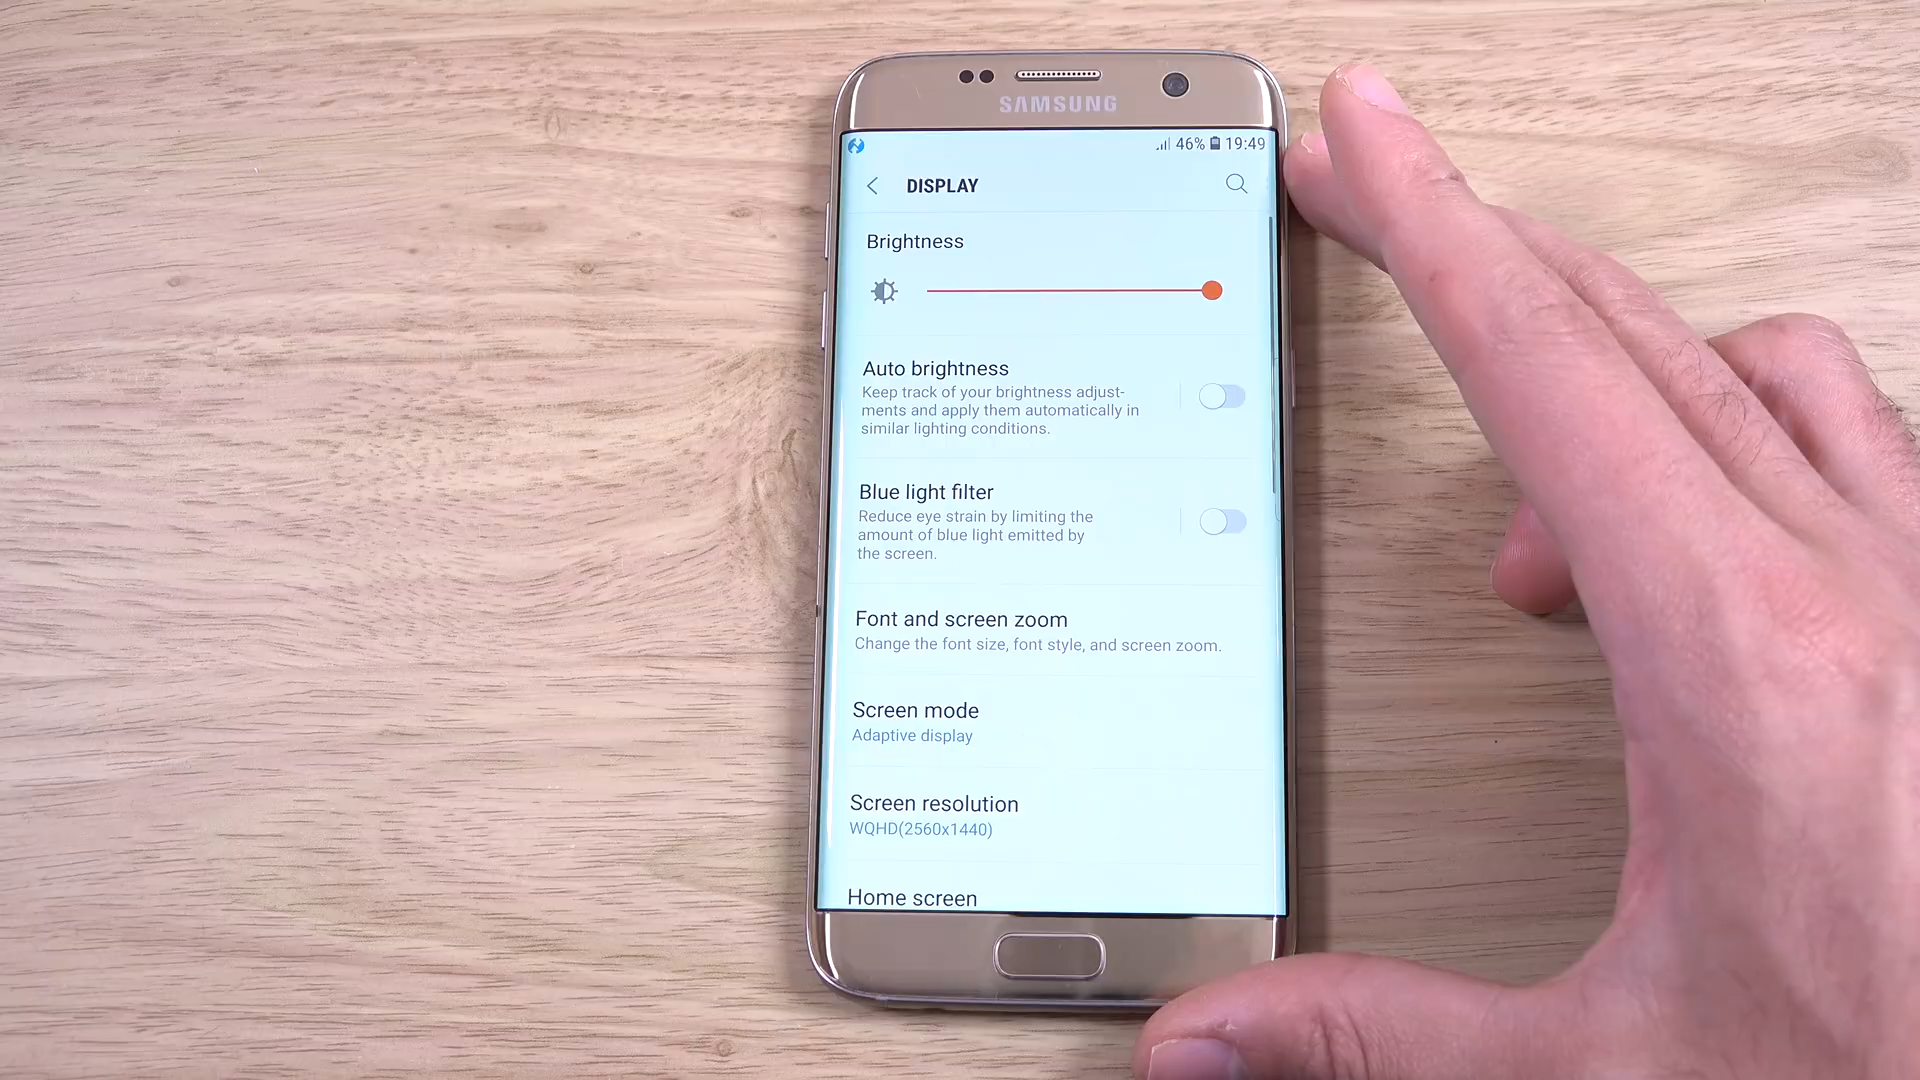 SAMSUNG
46% 19:49
DISPLAY
Brightness
Auto brightness
Keep track of your brightness adjust-
ments and apply them automatically in
similar lighting conditions.
Blue light filter
Reduce eye strain by limiting the
amount of blue light emitted by
the screen.
Font and screen zoom
Change the font size, font style, and screen zoom.
Screen mode
Adaptive display
Screen resolution
WQHD(2560x1440)
Home screen